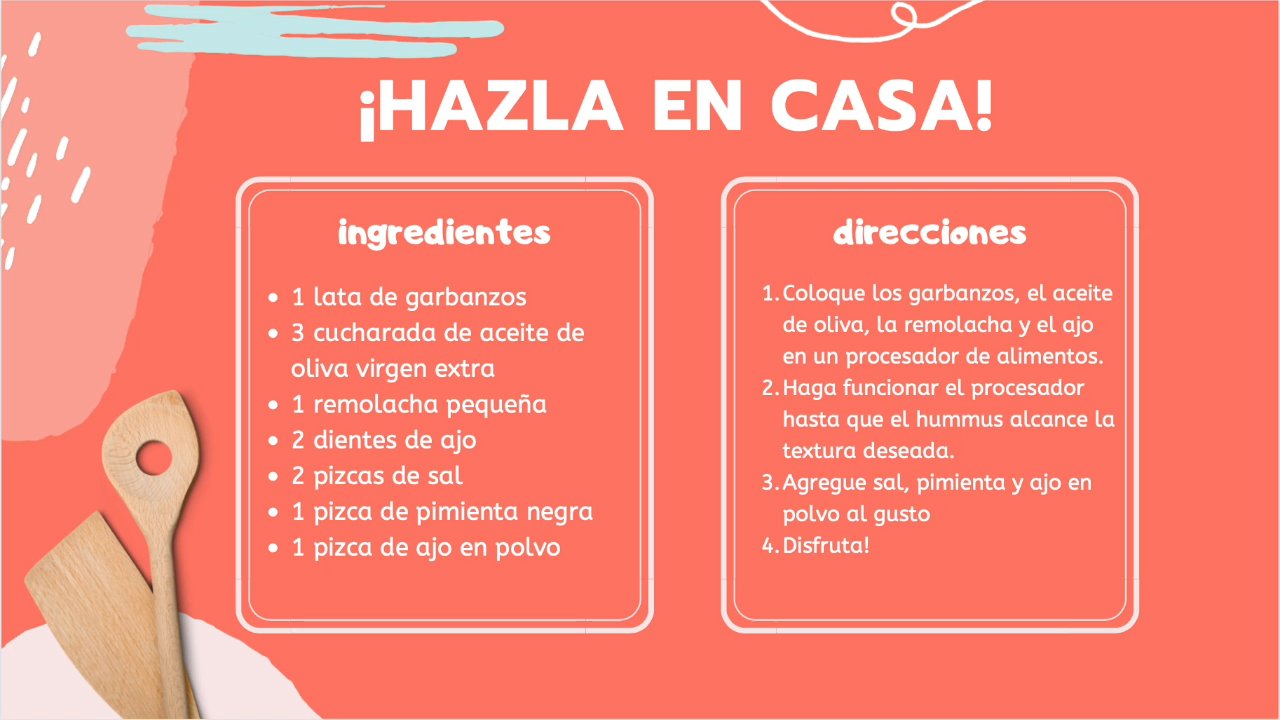 ¡HAZLA EN CASA!
ingredientes
• 1 lata de garbanzos
• 3 cucharada de aceite de
oliva virgen extra
• 1 remolacha pequeña
• 2 dientes de ajo
• 2 pizcas de sal
• 1 pizca de pimienta negra
• 1 pizca de ajo en polvo
direcciones
1. Coloque los garbanzos, el aceite
de oliva, la remolacha y el ajo
en un procesador de alimentos.
2. Haga funcionar el procesador
hasta que el hummus alcance la
textura deseada.
3. Agregue sal, pimienta y ajo en
polvo al gusto
4. Disfruta!